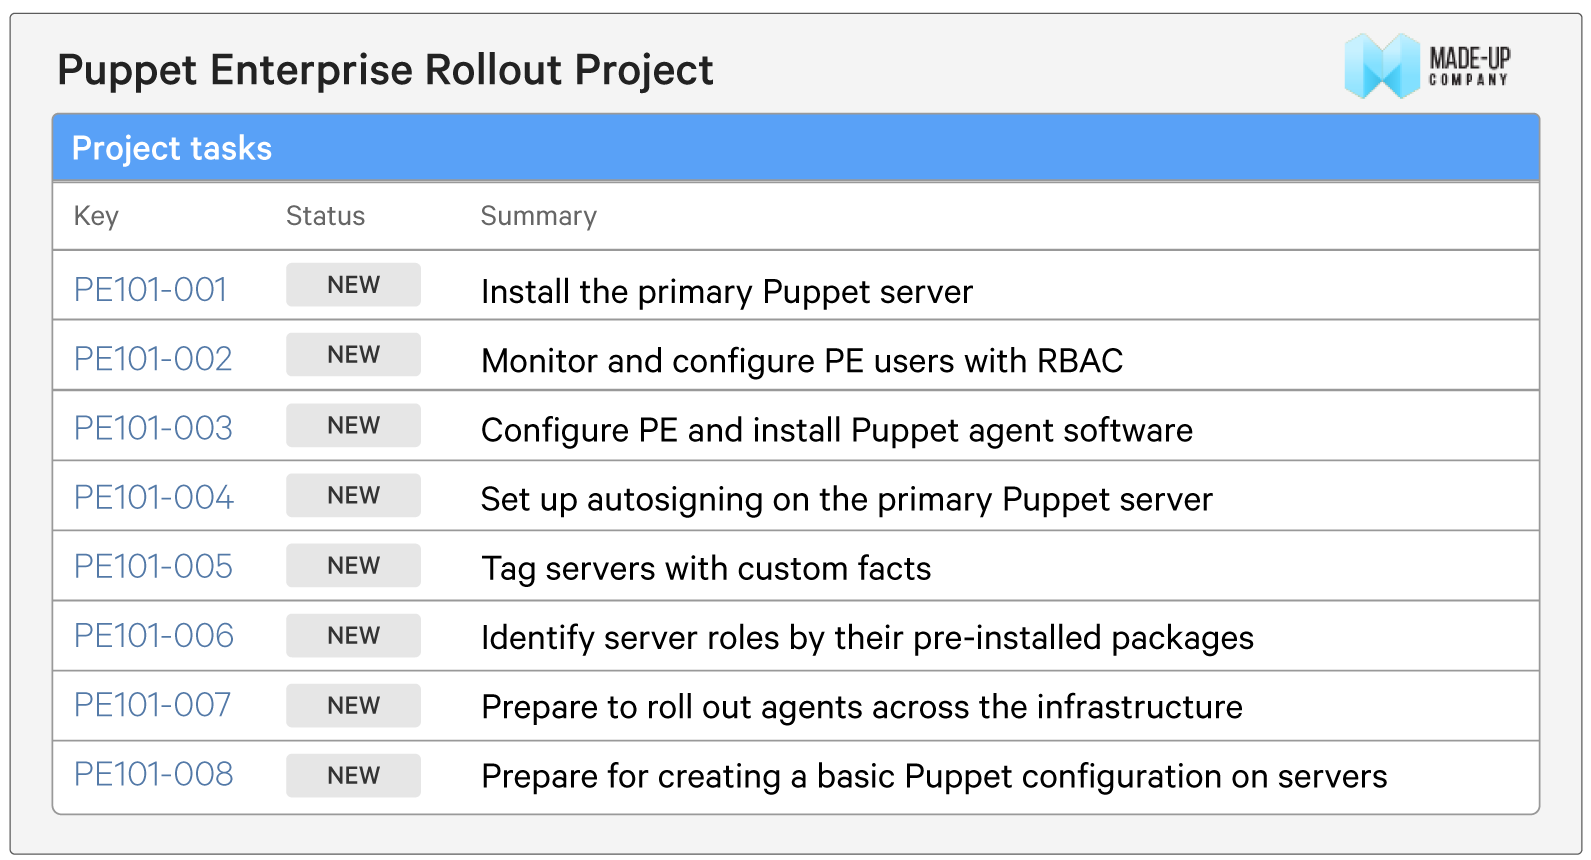 Puppet Enterprise Rollout Project
MADE-UP
COMPANY
Project tasks
Key Status Summary
PE101-001 NEW Install the primary Puppet server
PE101-002 NEW Monitor and configure PE users with RBAC
PE101-003 NEW Configure PE and install Puppet agent software
PE101-004 NEW Set up autosigning on the primary Puppet server
PE101-005 NEW Tag servers with custom facts
PE101-006 NEW Identify server roles by their pre-installed packages
PE101-007 NEW Prepare to roll out agents across the infrastructure
PE101-008 NEW Prepare for creating a basic Puppet configuration on servers